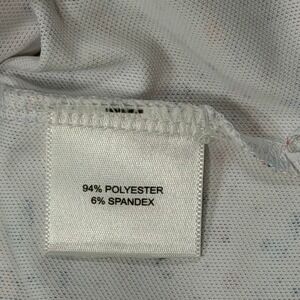 94% POLYESTER
6% SPANDEX